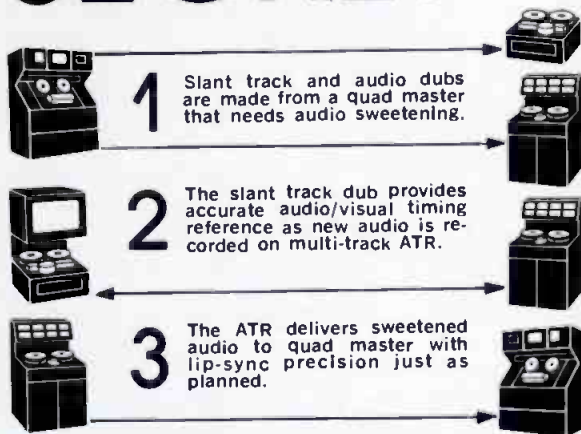 1
Slant track and audio dubs
are made from a quad master
that needs audio sweetening.
2
The slant track dub provides
accurate audio/visual timing
reference as new audio is re-
corded on multi-track ATR.
3
The ATR delivers sweetened
audio to quad master with
lip-sync precision just as
planned.